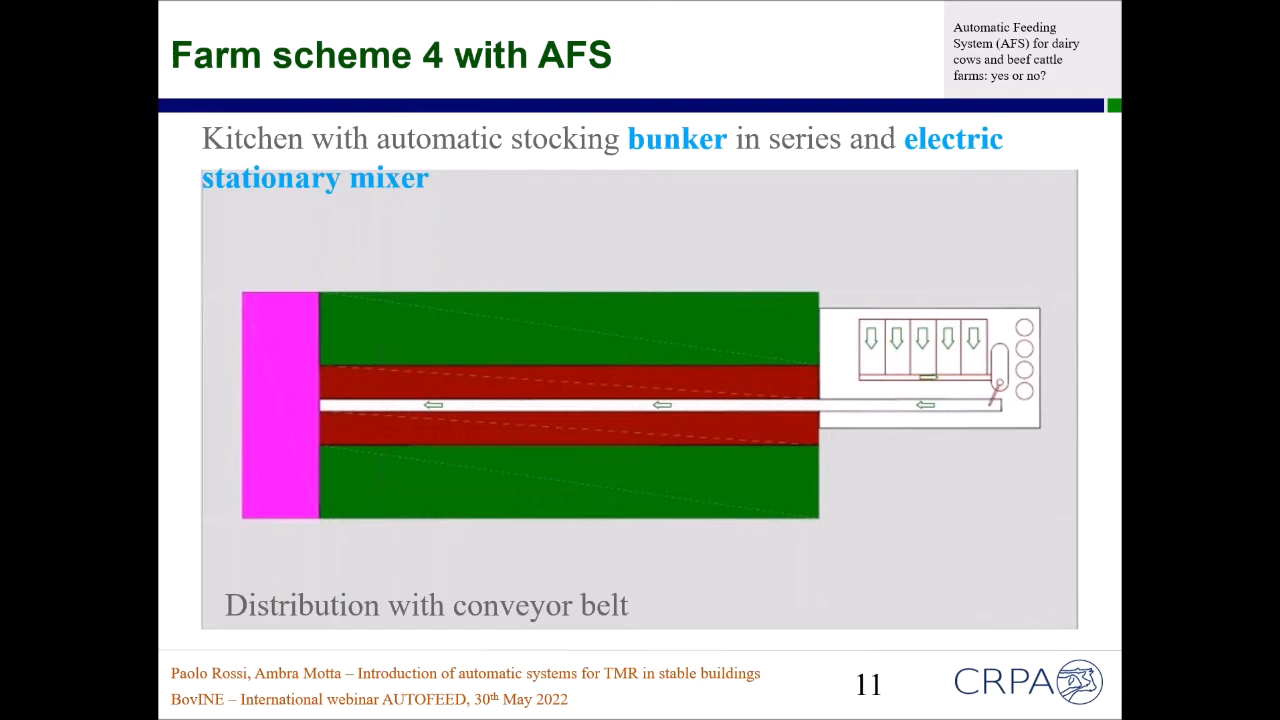 Farm scheme 4 with AFS
Automatic Feeding
System (AFS) for dairy
cows and beef cattle
farms: yes or no?
Kitchen with automatic stocking bunker in series and electric
stationary mixer
Distribution with conveyor belt
Paolo Rossi, Ambra Motta – Introduction of automatic systems for TMR in stable buildings
BovINE – International webinar AUTOFEED, 30th May 2022
11
CRPA